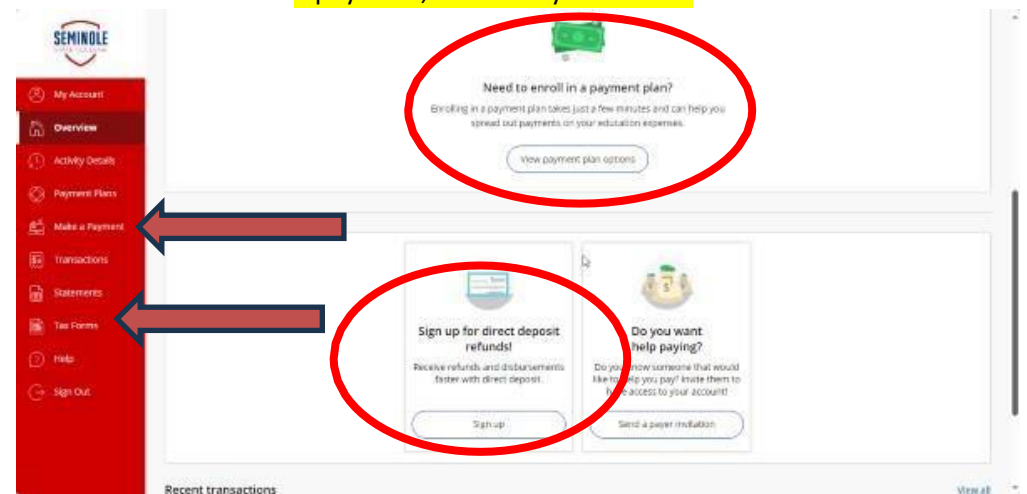 SEMINOLE
My Account
Overview
Activity Details
Payment Plans
Make a Payment
Transactions
Statements
Tax Forms
Help
Sign Out
Need to enroll in a payment plan?
Enrolling in a payment plan takes just a few minutes and can help you
spread out payments on your education expenses.
View payment plan options
Sign up for direct deposit
refunds!
Receive refunds and disbursements
faster with direct deposit.
Sign up
Do you want
help paying?
Do you know someone that would
like to help you pay? Invite them to
have access to your account!
Send a payer invitation
Recent transactions
View all